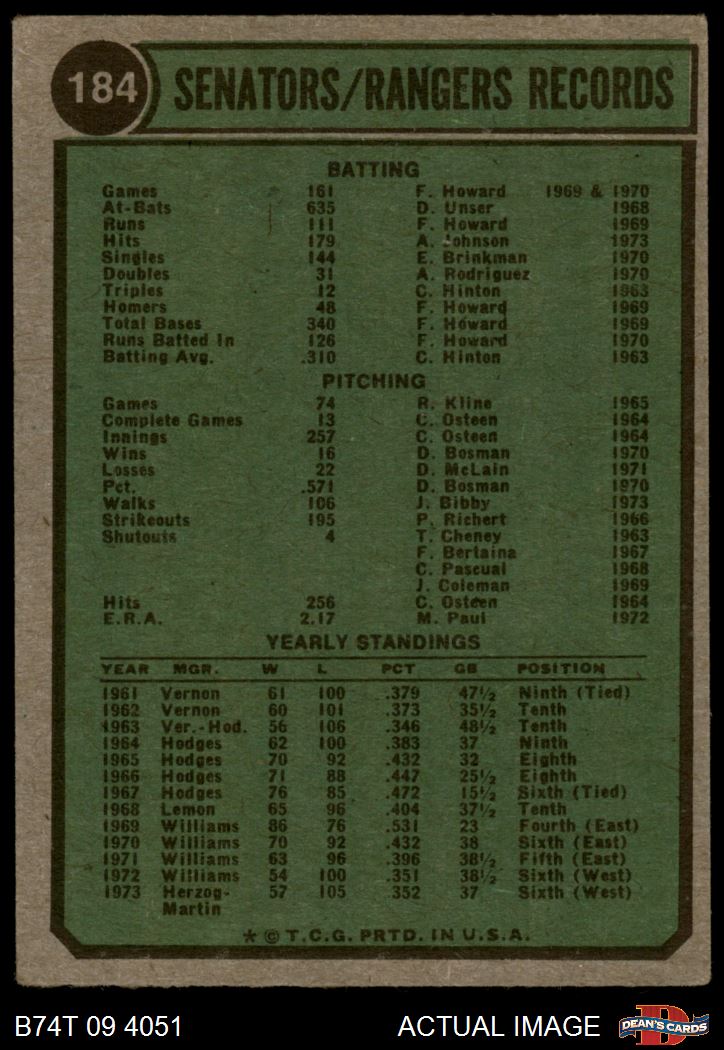 184 SENATORS/RANGERS RECORDS
BATTING
Games 161 F. Howard 1969 & 1970
At-Bats 635 D. Unser 1968
Runs 111 F. Howard 1969
Hits 179 A. Johnson 1973
Singles 144 E. Brinkman 1970
Doubles 31 A. Rodriguez 1970
Triples 12 C. Hinton 1963
Homers 48 F. Howard 1969
Total Bases 340 F. Howard 1969
Runs Batted In 126 F. Howard 1970
Batting Avg. .310 C. Hinton 1963
PITCHING
Games 74 R. Kline 1965
Complete Games 13 C. Osteen 1964
Innings 257 C. Osteen 1964
Wins 16 D. Bosman 1970
Losses 22 D. McLain 1971
Pct. .571 D. Bosman 1970
Walks 106 J. Bibby 1973
Strikeouts 195 P. Richert 1966
Shutouts 4 T. Cheney 1963
F. Bertaina 1967
C. Pascual 1968
J. Coleman 1969
Hits 256 C. Osteen 1964
E.R.A. 2.17 M. Paul 1972
YEARLY STANDINGS
YEAR MGR. W L PCT GB POSITION
1961 Vernon 61 100 .379 47½ Ninth (Tied)
1962 Vernon 60 101 .373 35½ Tenth
1963 Ver.-Hod. 56 106 .346 48½ Tenth
1964 Hodges 62 100 .383 37 Ninth
1965 Hodges 70 92 .432 32 Eighth
1966 Hodges 71 88 .447 25½ Eighth
1967 Hodges 76 85 .472 15½ Sixth (Tied)
1968 Lemon 65 96 .404 37½ Tenth
1969 Williams 86 76 .531 23 Fourth (East)
1970 Williams 70 92 .432 38 Sixth (East)
1971 Williams 63 96 .396 38½ Fifth (East)
1972 Williams 54 100 .351 38½ Sixth (West)
1973 Herzog- 57 105 .352 37 Sixth (West)
Martin
* © T.C.G. PRTD. IN U.S.A.
B74T 09 4051 ACTUAL IMAGE D DEAN'S CARDS